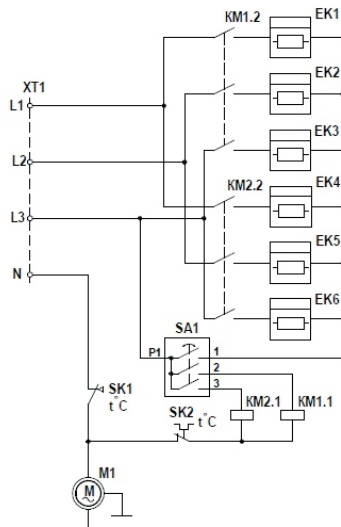 KM1.2 EK1
EK2
XT1
L1
EK3
L2
KM2.2 EK4
L3
EK5
N
EK6
SA1
P1 1
2
3
SK1
t°C
SK2
t°C
KM2.1 KM1.1
M1
M